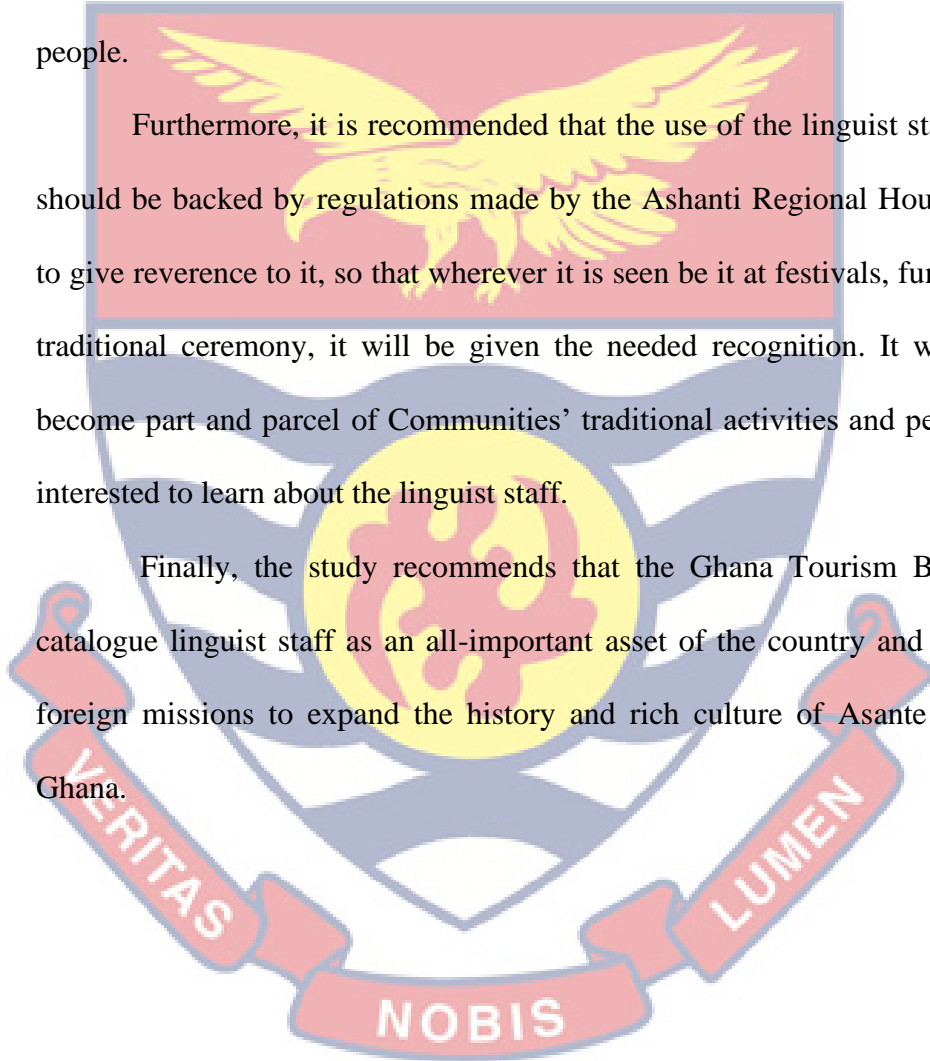 people.
Furthermore, it is recommended that the use of the linguist st
should be backed by regulations made by the Ashanti Regional Hou
to give reverence to it, so that wherever it is seen be it at festivals, fun
traditional ceremony, it will be given the needed recognition. It w
become part and parcel of Communities’ traditional activities and pe
interested to learn about the linguist staff.
Finally, the study recommends that the Ghana Tourism B
catalogue linguist staff as an all-important asset of the country and
foreign missions to expand the history and rich culture of Asante
Ghana.
VERITAS
NOBIS
LUMEN